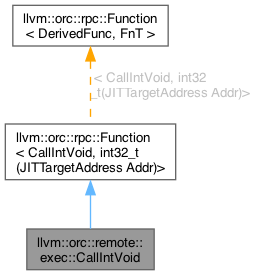 llvm::orc::rpc::Function
< DerivedFunc, FnT >
< CallIntVoid, int32
_t(JITTargetAddress Addr)>
llvm::orc::rpc::Function
< CallIntVoid, int32_t
(JITTargetAddress Addr)>
llvm::orc::remote::
exec::CallIntVoid